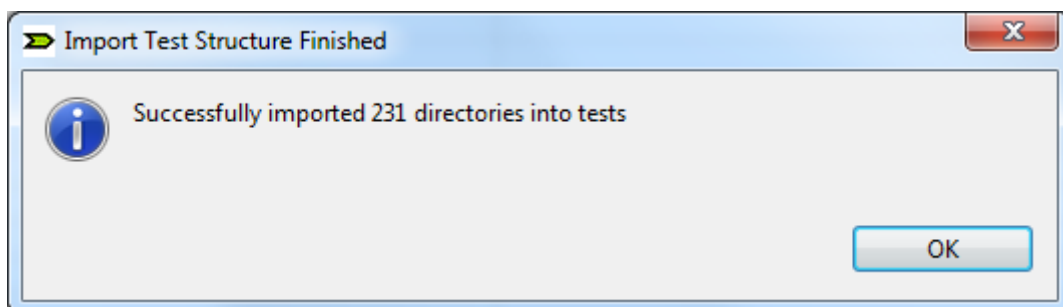 Import Test Structure Finished
Successfully imported 231 directories into tests
OK